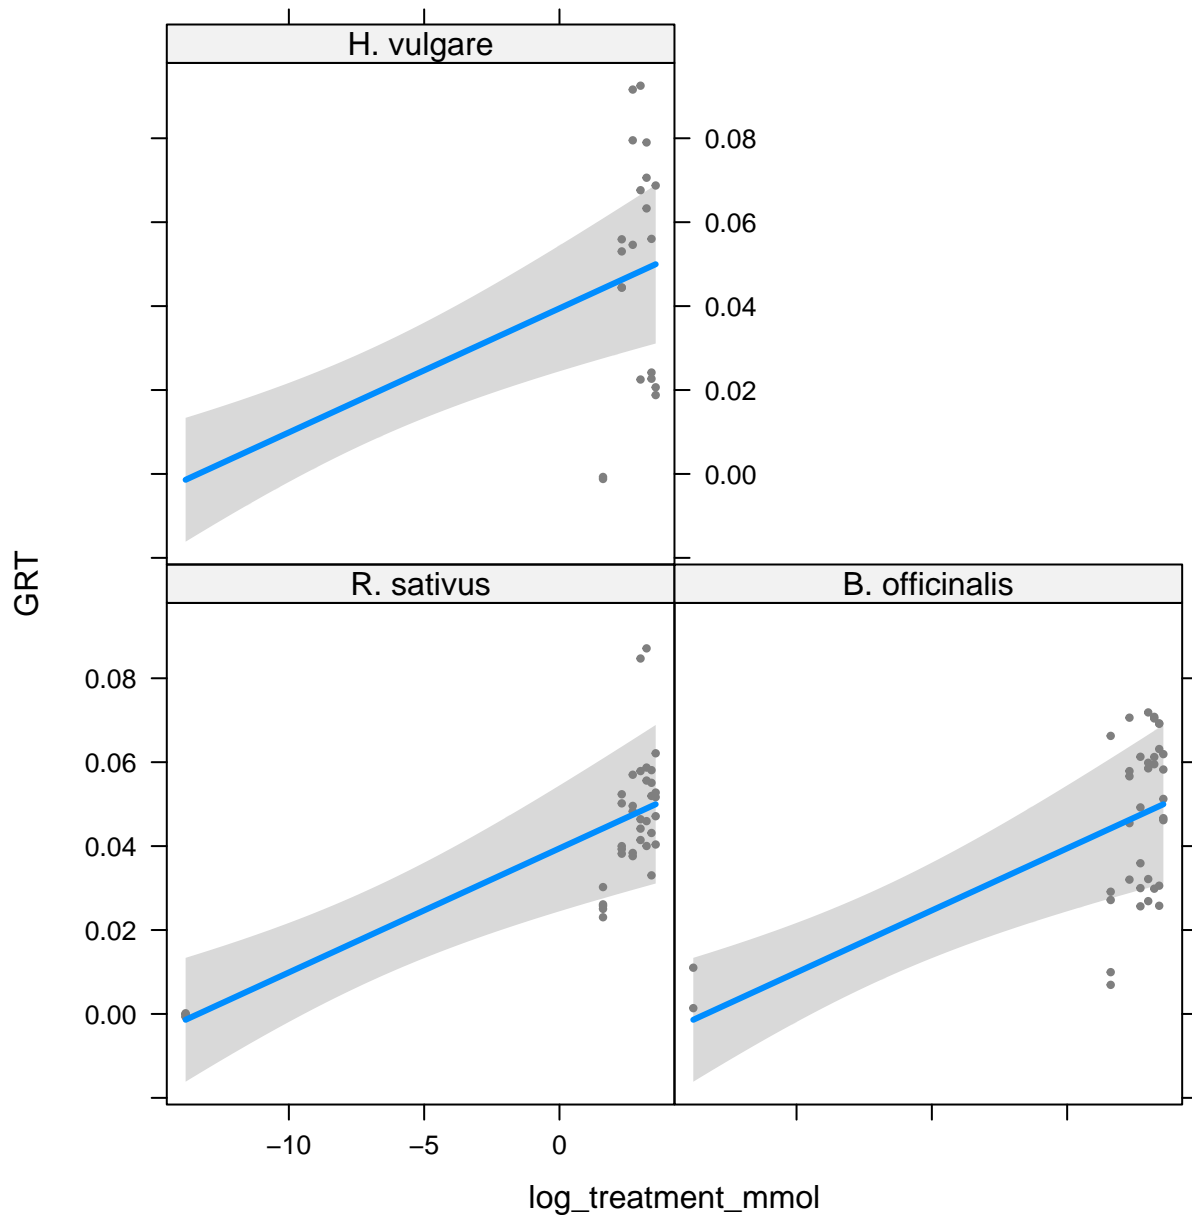 H. vulgare
0.08
0.06
0.04
0.02
0.00
GRT
R. sativus
B. officinalis
0.08
0.06
0.04
0.02
0.00
−10 −5 0
log_treatment_mmol